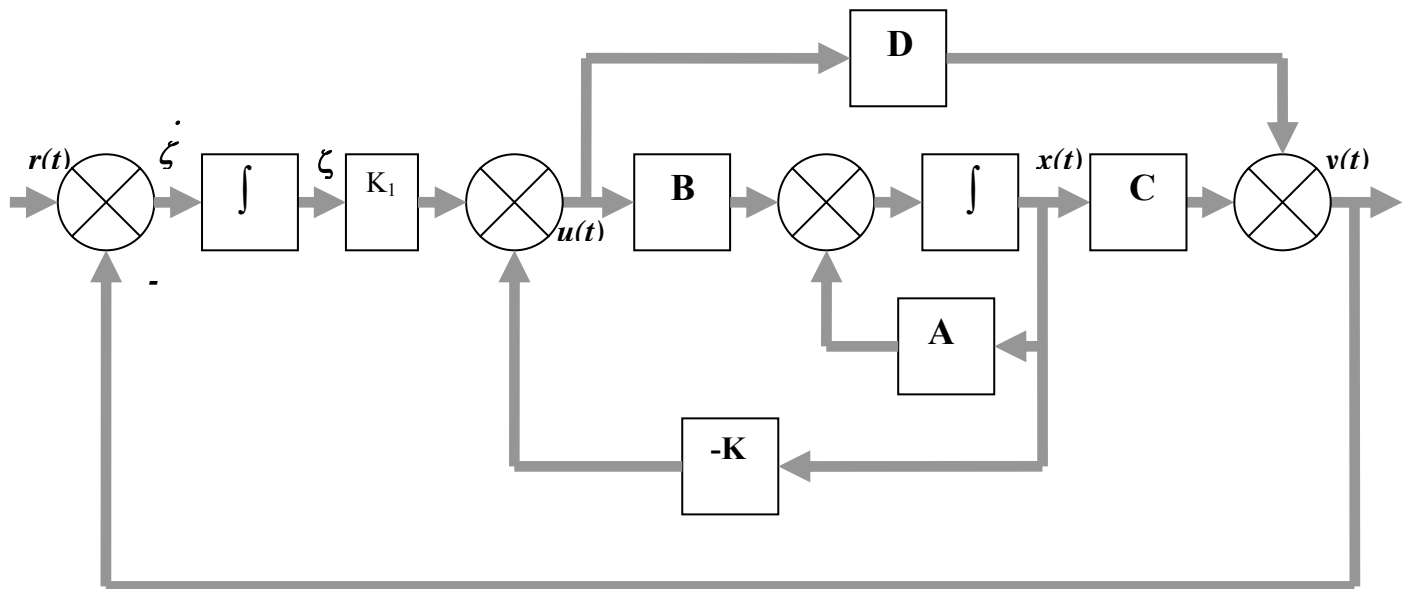 D
r(t)
ζ̇
∫
ζ
K₁
u(t)
B
∫
x(t)
C
y(t)
A
-
-K